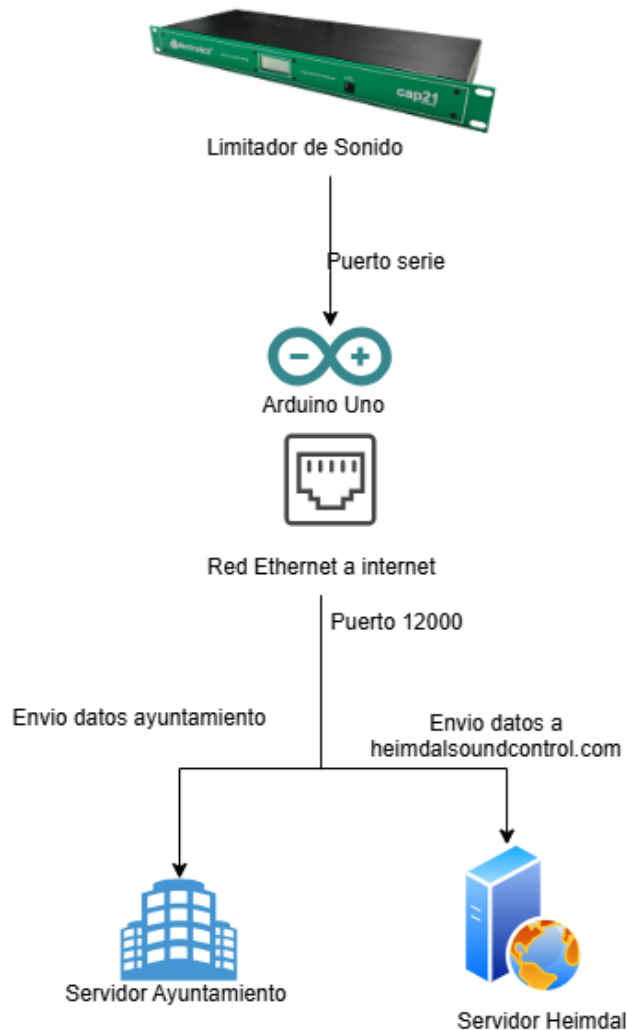 cap21
Limitador de Sonido
Puerto serie
Arduino Uno
Red Ethernet a internet
Puerto 12000
Envio datos ayuntamiento
Envio datos a
heimdalsoundcontrol.com
Servidor Ayuntamiento
Servidor Heimdal